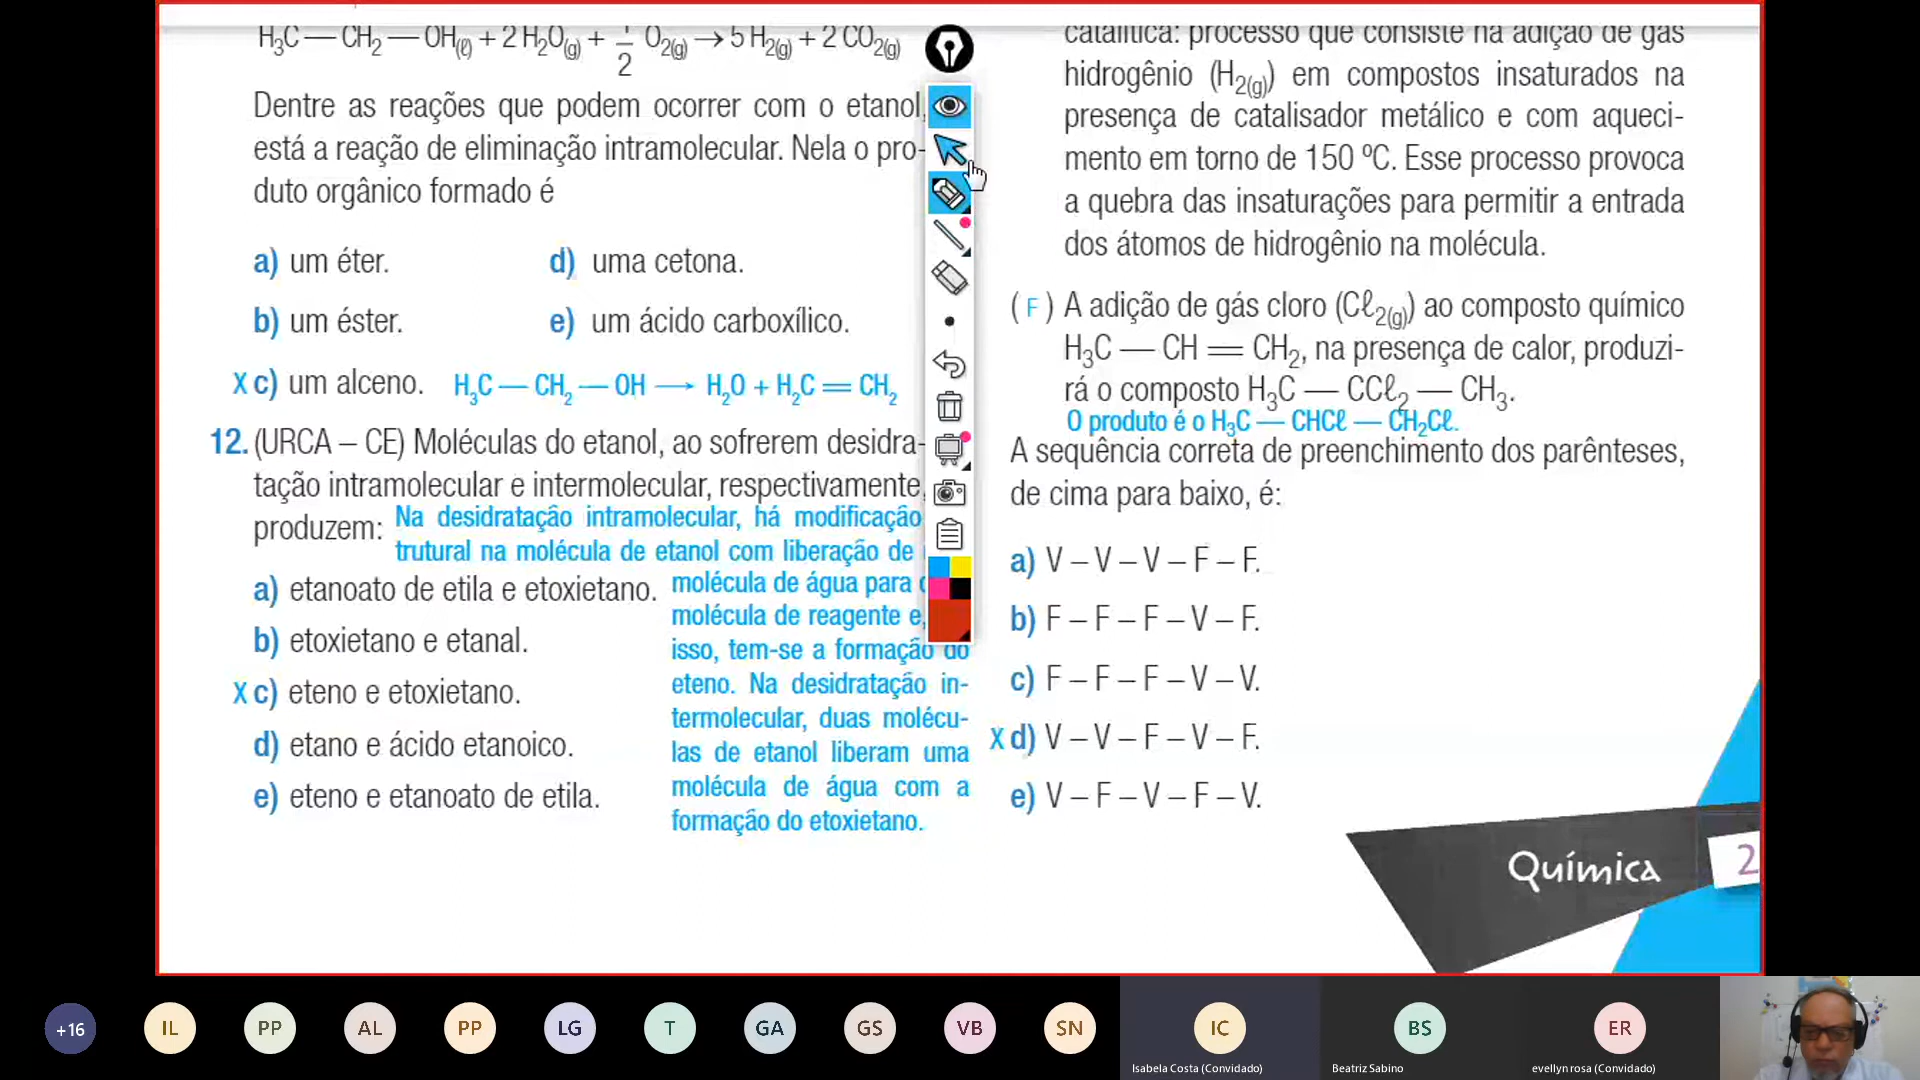 H₃C — CH₂ — OH(ℓ) + 2 H₂O(g) + 1/2 O₂(g) → 5 H₂(g) + 2 CO₂(g)
Dentre as reações que podem ocorrer com o etanol,
está a reação de eliminação intramolecular. Nela o pro-
duto orgânico formado é
a) um éter.
d) uma cetona.
b) um éster.
e) um ácido carboxílico.
X c) um alceno. H₃C — CH₂ — OH → H₂O + H₂C = CH₂
12. (URCA – CE) Moléculas do etanol, ao sofrerem desidra-
tação intramolecular e intermolecular, respectivamente,
produzem:
Na desidratação intramolecular, há modificação
trutural na molécula de etanol com liberação de
molécula de água para
molécula de reagente e,
isso, tem-se a formação do
eteno. Na desidratação in-
termolecular, duas molécu-
las de etanol liberam uma
molécula de água com a
formação do etoxietano.
a) etanoato de etila e etoxietano.
b) etoxietano e etanal.
X c) eteno e etoxietano.
d) etano e ácido etanoico.
e) eteno e etanoato de etila.
catalítica: processo que consiste na adição de gás
hidrogênio (H₂(g)) em compostos insaturados na
presença de catalisador metálico e com aqueci-
mento em torno de 150 ºC. Esse processo provoca
a quebra das insaturações para permitir a entrada
dos átomos de hidrogênio na molécula.
( F ) A adição de gás cloro (Cℓ₂(g)) ao composto químico
H₃C — CH = CH₂, na presença de calor, produzi-
rá o composto H₃C — CCℓ₂ — CH₃.
O produto é o H₃C — CHCℓ — CH₂Cℓ.
A sequência correta de preenchimento dos parênteses,
de cima para baixo, é:
a) V – V – V – F – F.
b) F – F – F – V – F.
c) F – F – F – V – V.
X d) V – V – F – V – F.
e) V – F – V – F – V.
Química 2
+16 IL PP AL PP LG T GA GS VB SN IC BS ER
Isabela Costa (Convidado) Beatriz Sabino evellyn rosa (Convidado)